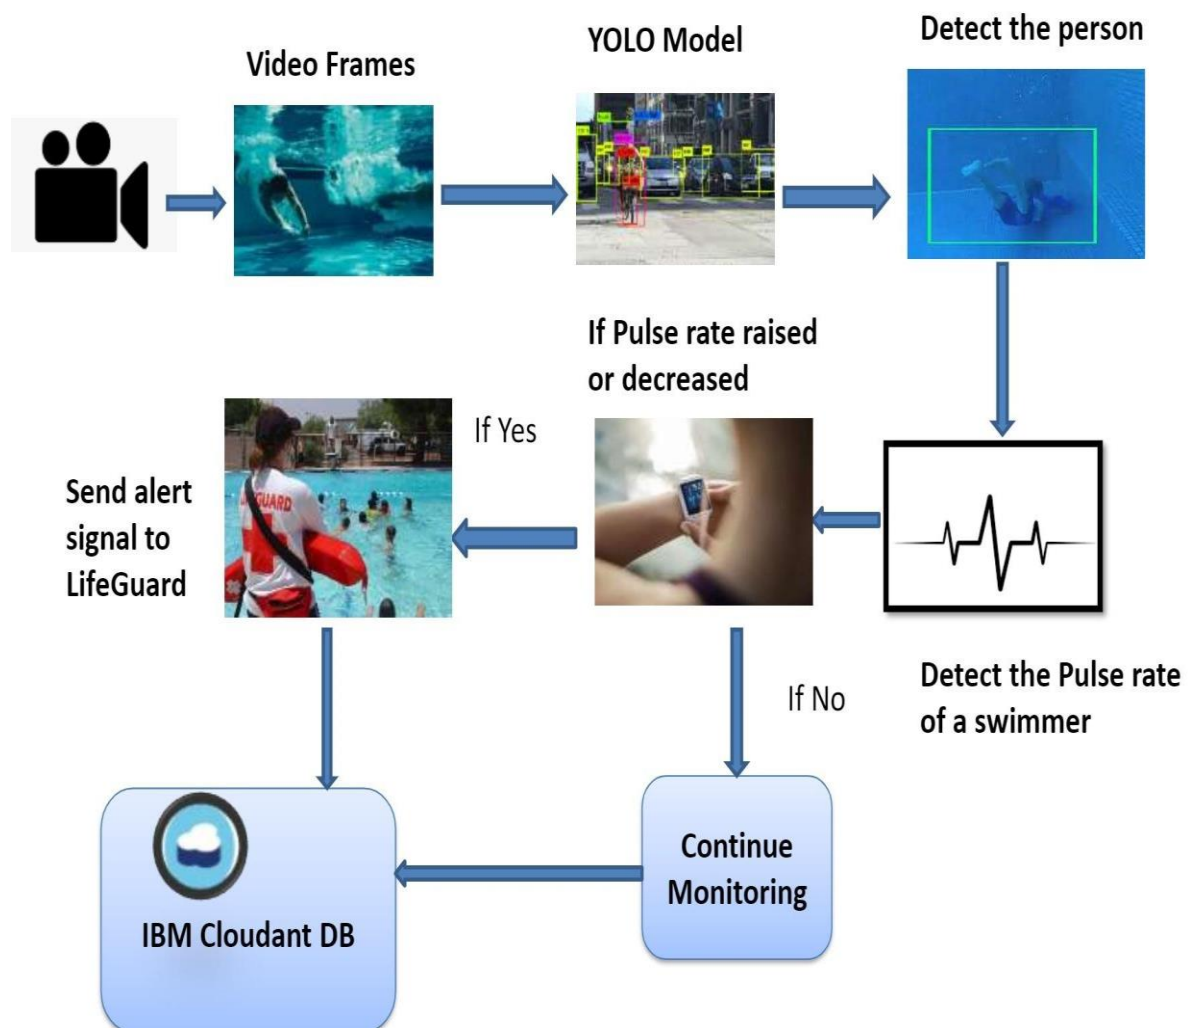 Video Frames
YOLO Model
Detect the person
If Pulse rate raised
or decreased
If Yes
Send alert
signal to
LifeGuard
GUARD
Detect the Pulse rate
of a swimmer
If No
Continue
Monitoring
IBM Cloudant DB